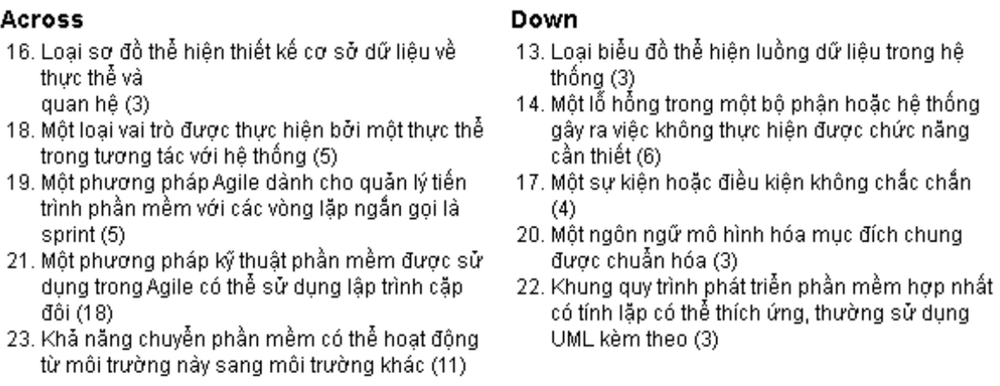 Across
16. Loại sơ đồ thể hiện thiết kế cơ sở dữ liệu về
thực thể và
quan hệ (3)
18. Một loại vai trò được thực hiện bởi một thực thể
trong tương tác với hệ thống (5)
19. Một phương pháp Agile dành cho quản lý tiến
trình phần mềm với các vòng lặp ngắn gọi là
sprint (5)
21. Một phương pháp kỹ thuật phần mềm được sử
dụng trong Agile có thể sử dụng lập trình cặp
đôi (18)
23. Khả năng chuyển phần mềm có thể hoạt động
từ môi trường này sang môi trường khác (11)
Down
13. Loại biểu đồ thể hiện luồng dữ liệu trong hệ
thống (3)
14. Một lỗ hổng trong một bộ phận hoặc hệ thống
gây ra việc không thực hiện được chức năng
cần thiết (6)
17. Một sự kiện hoặc điều kiện không chắc chắn
(4)
20. Một ngôn ngữ mô hình hóa mục đích chung
được chuẩn hóa (3)
22. Khung quy trình phát triển phần mềm hợp nhất
có tính lặp có thể thích ứng, thường sử dụng
UML kèm theo (3)